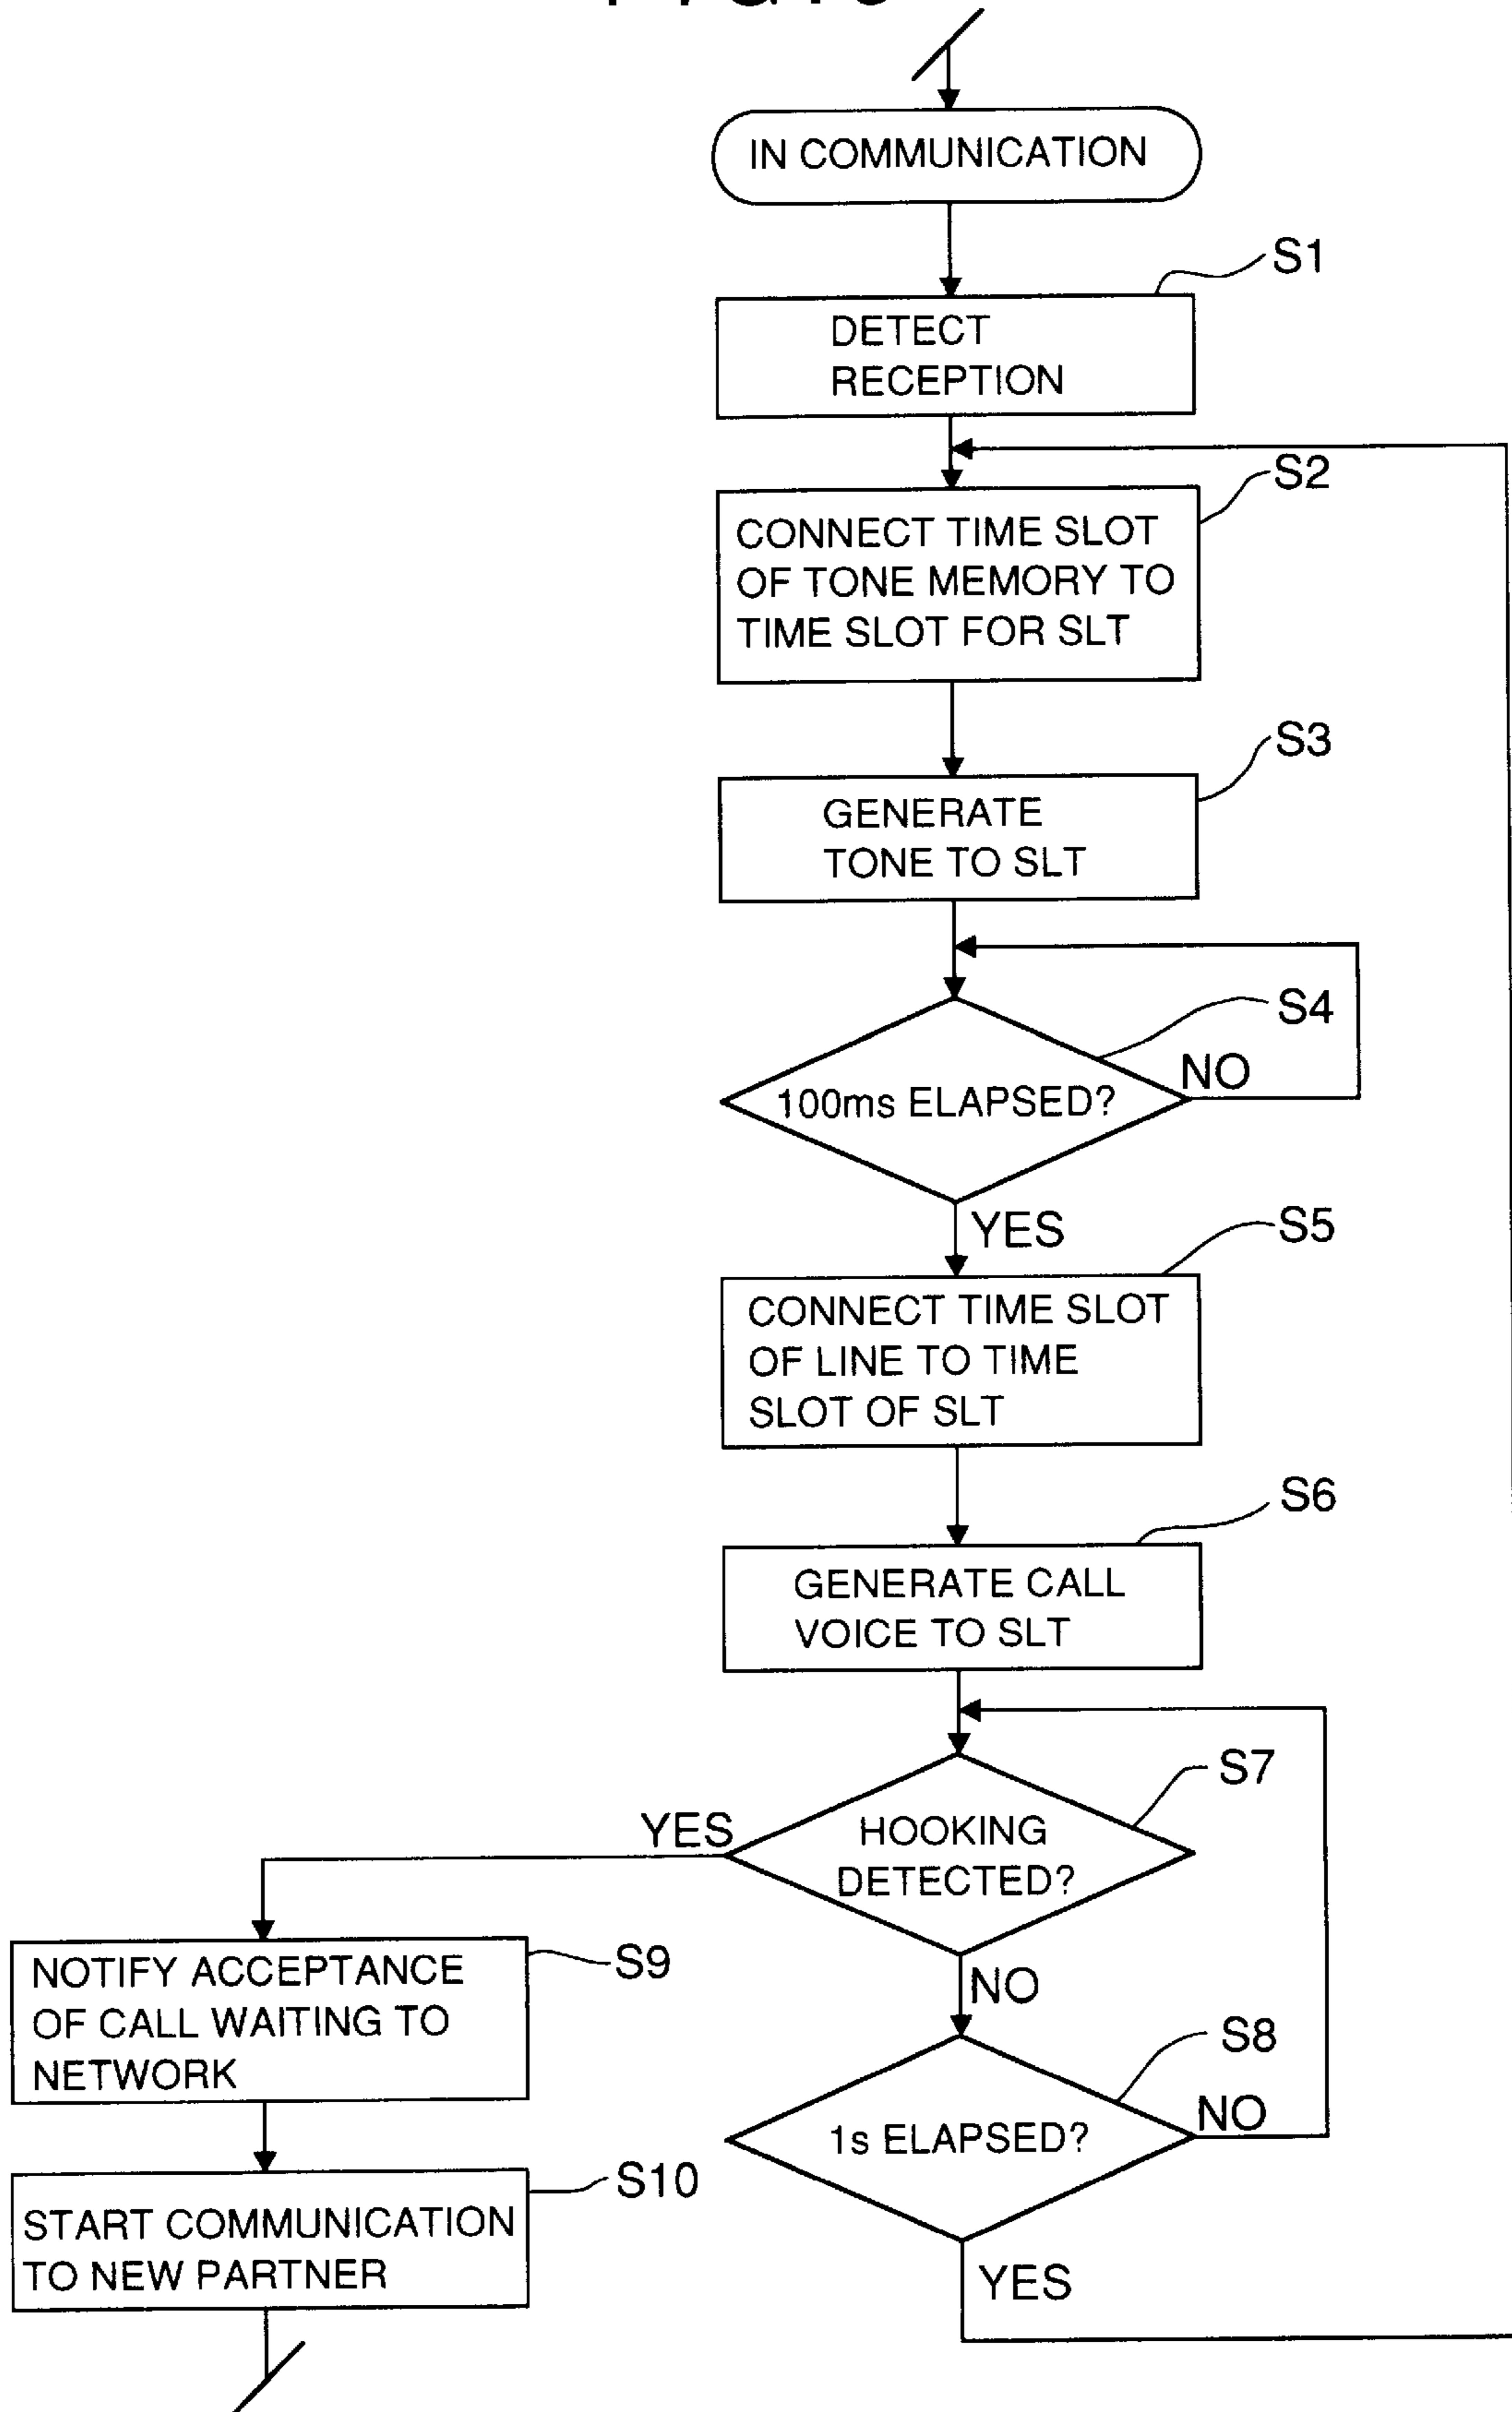 IN COMMUNICATION
S1
DETECT
RECEPTION
S2
CONNECT TIME SLOT
OF TONE MEMORY TO
TIME SLOT FOR SLT
S3
GENERATE
TONE TO SLT
S4
100ms ELAPSED?
NO
YES
S5
CONNECT TIME SLOT
OF LINE TO TIME
SLOT OF SLT
S6
GENERATE CALL
VOICE TO SLT
S7
HOOKING
DETECTED?
YES
NO
S8
1s ELAPSED?
NO
YES
S9
NOTIFY ACCEPTANCE
OF CALL WAITING TO
NETWORK
S10
START COMMUNICATION
TO NEW PARTNER